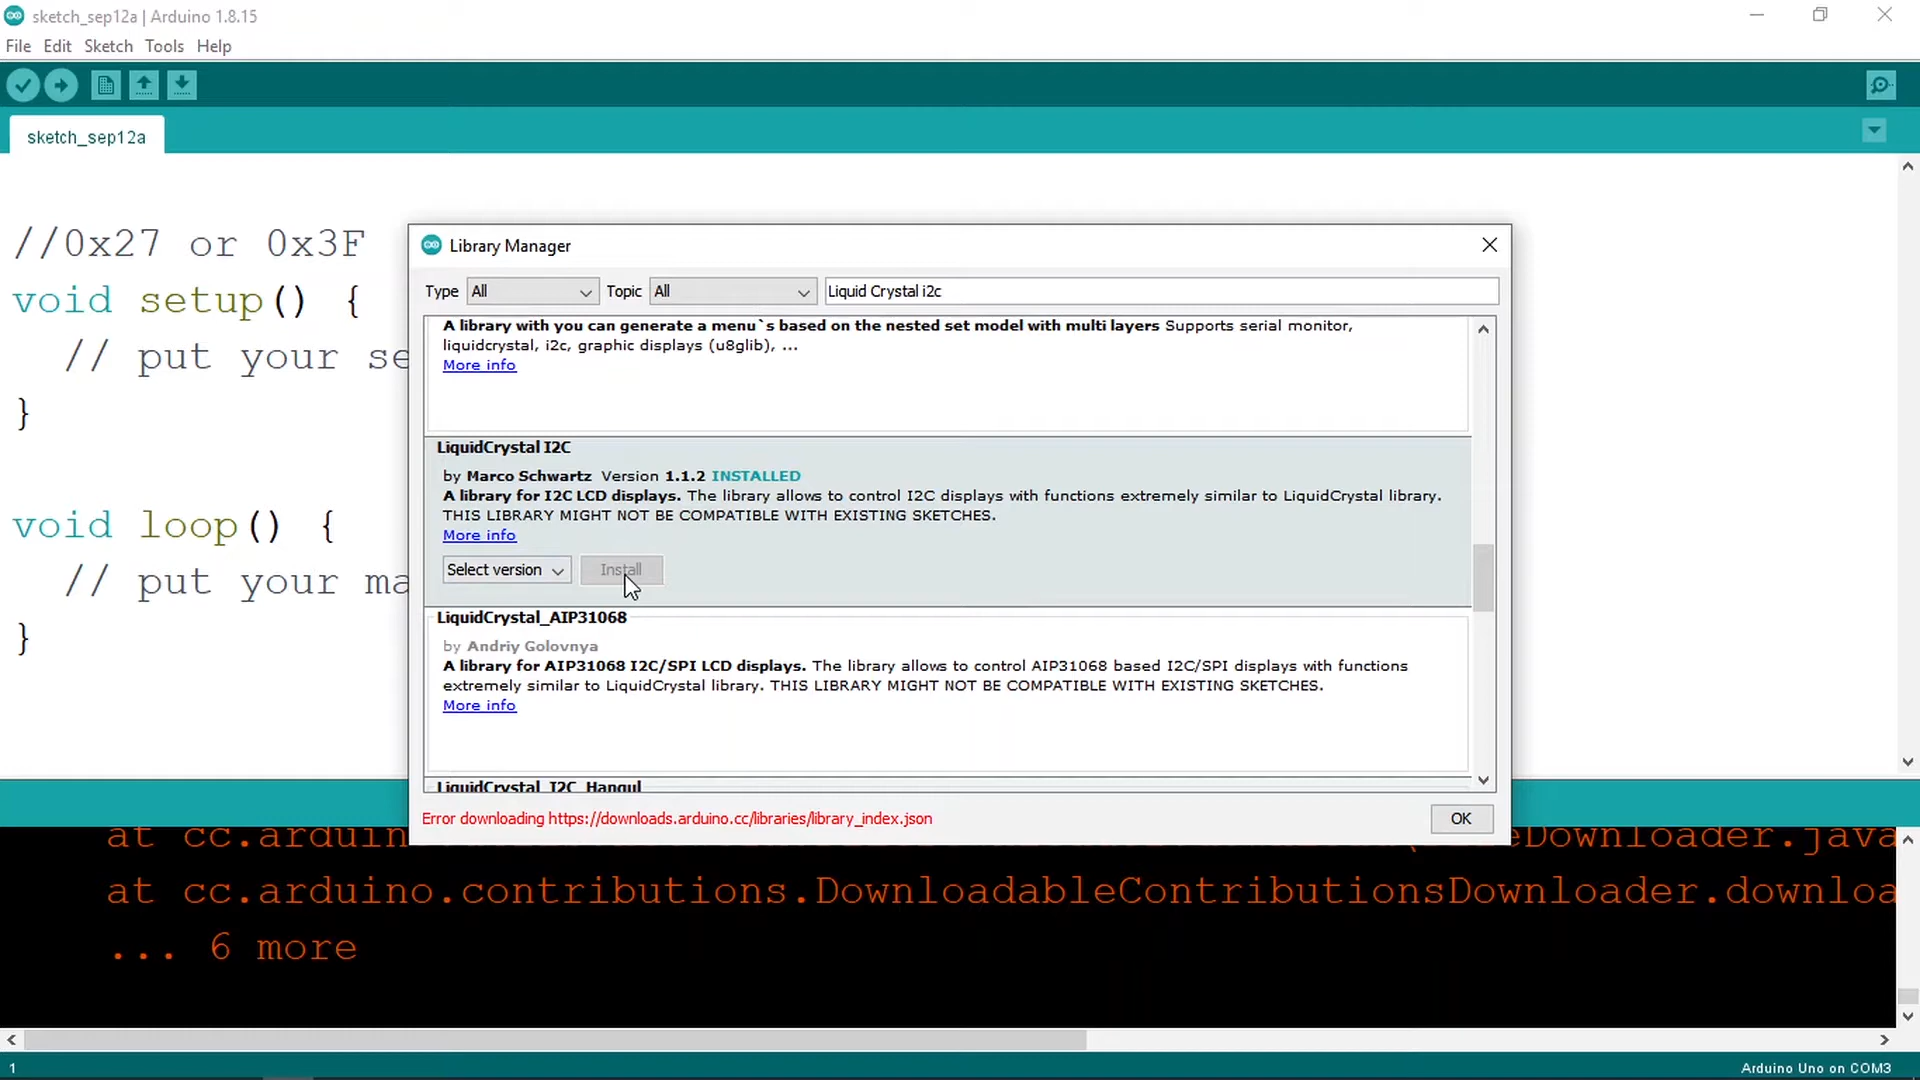 sketch_sep12a | Arduino 1.8.15
File Edit Sketch Tools Help
sketch_sep12a
//0x27 or 0x3F
void setup() {
// put your se
}
void loop() {
// put your ma
}
Library Manager
Type All Topic All Liquid Crystal i2c
A library with you can generate a menu`s based on the nested set model with multi layers Supports serial monitor,
liquidcrystal, i2c, graphic displays (u8glib), ...
More info
LiquidCrystal I2C
by Marco Schwartz Version 1.1.2 INSTALLED
A library for I2C LCD displays. The library allows to control I2C displays with functions extremely similar to LiquidCrystal library.
THIS LIBRARY MIGHT NOT BE COMPATIBLE WITH EXISTING SKETCHES.
More info
Select version Install
LiquidCrystal_AIP31068
by Andriy Golovnya
A library for AIP31068 I2C/SPI LCD displays. The library allows to control AIP31068 based I2C/SPI displays with functions
extremely similar to LiquidCrystal library. THIS LIBRARY MIGHT NOT BE COMPATIBLE WITH EXISTING SKETCHES.
More info
LiquidCrystal_I2C_Hangul
Error downloading https://downloads.arduino.cc/libraries/library_index.json
OK
at cc.arduin eDownloader.java
at cc.arduino.contributions.DownloadableContributionsDownloader.downloa
... 6 more
1
Arduino Uno on COM3